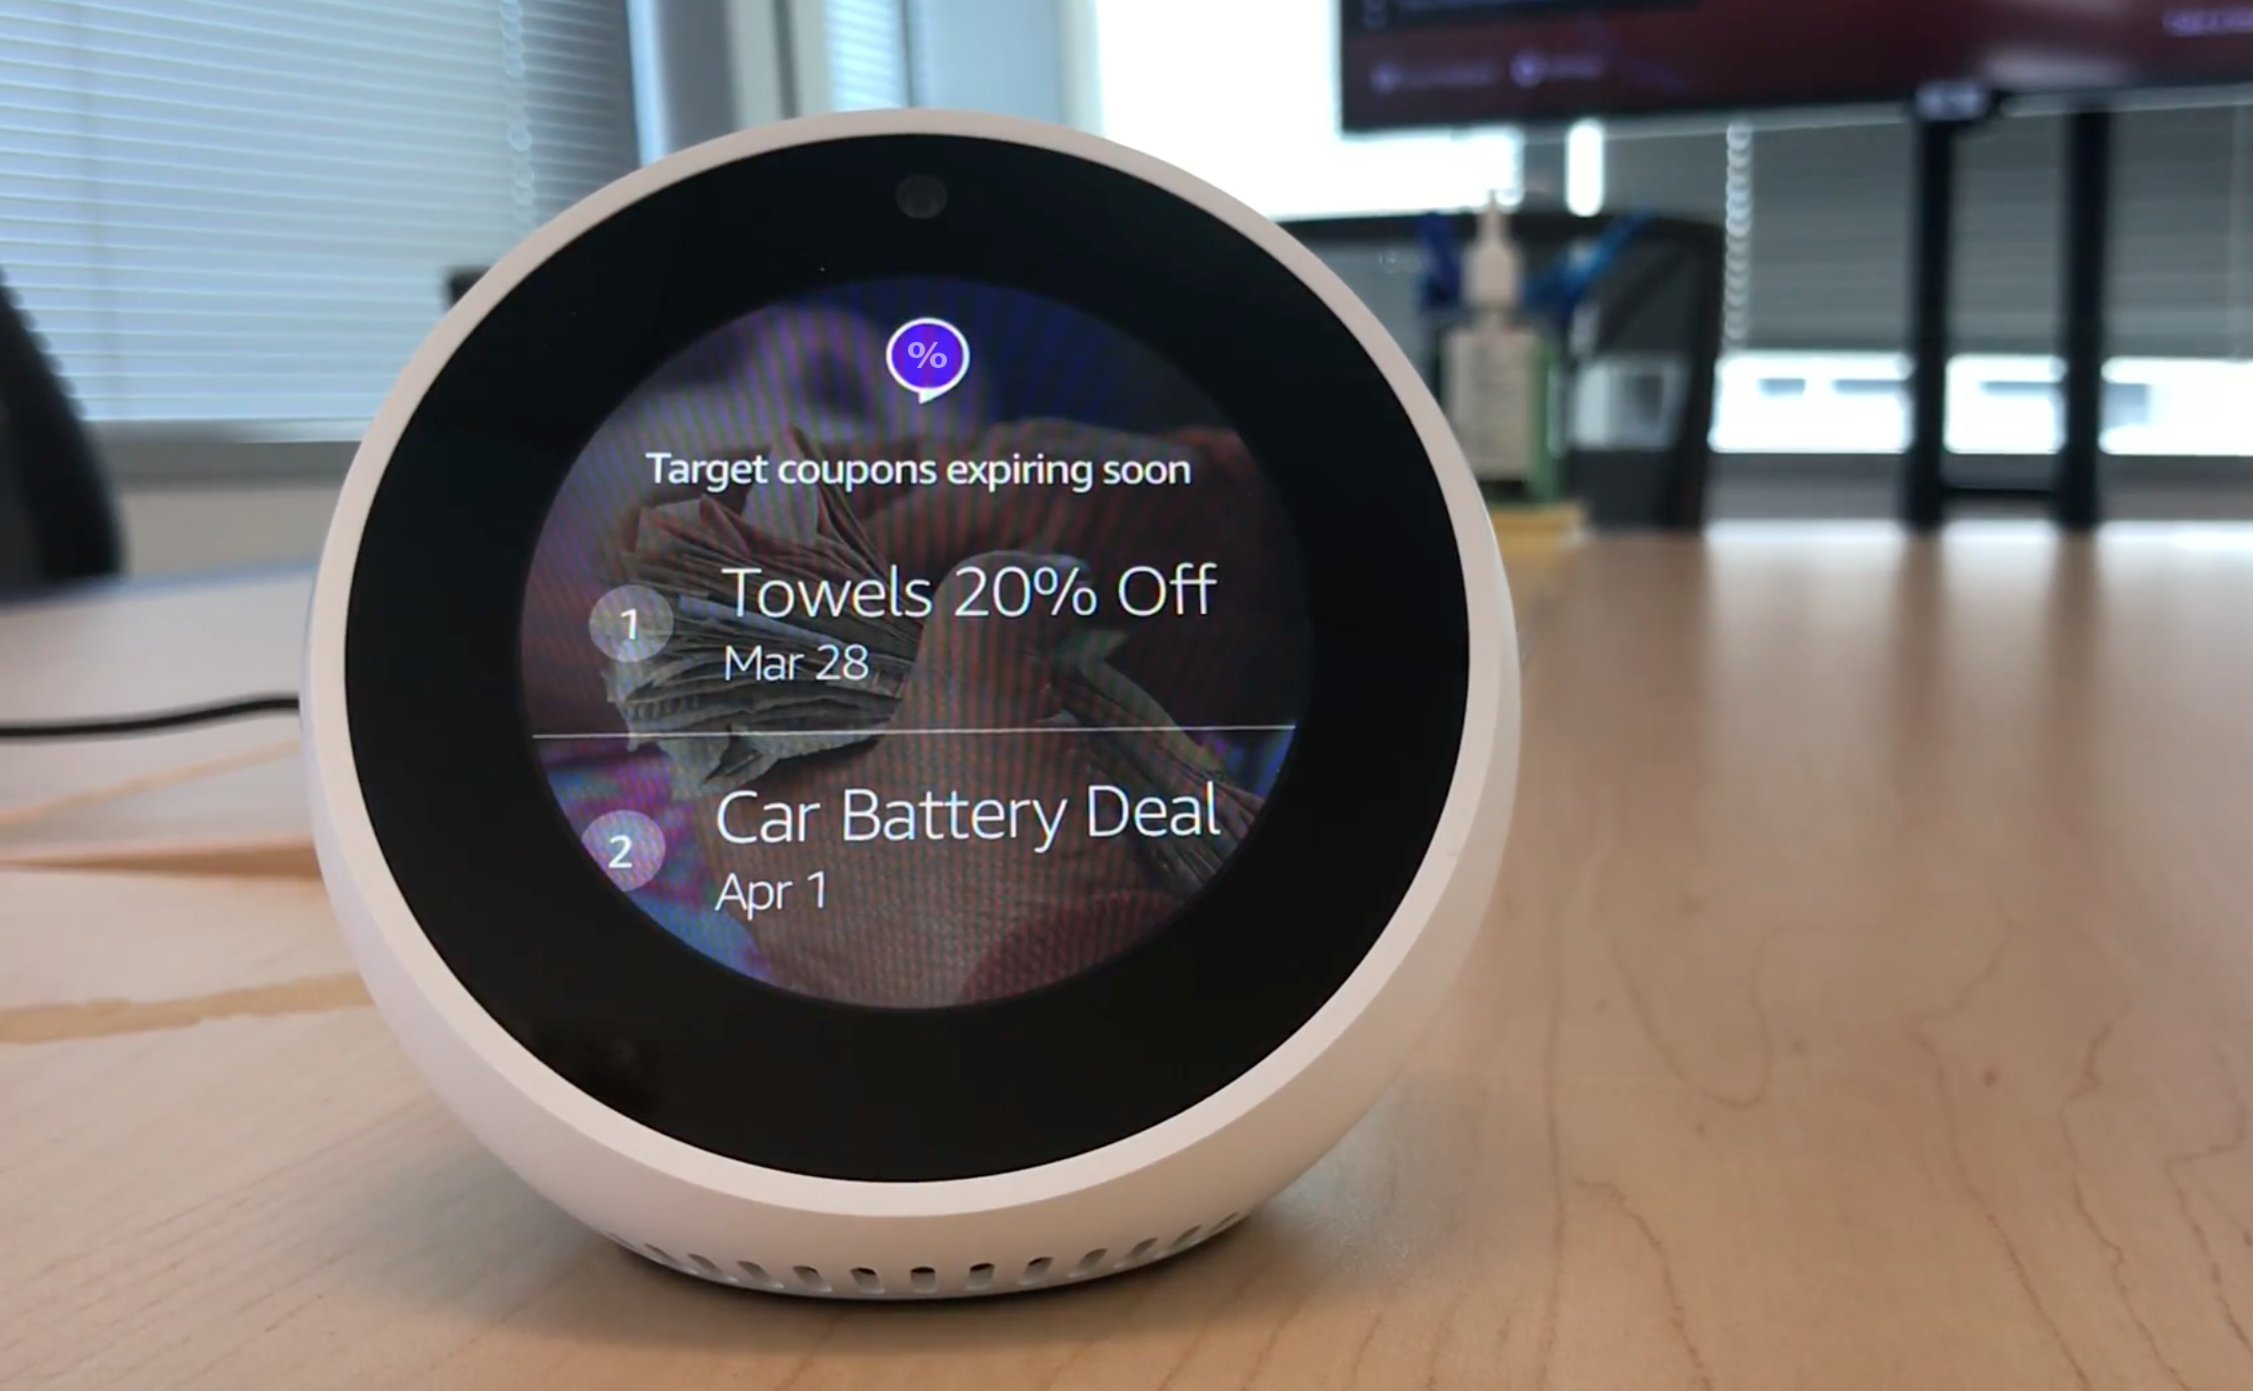 %
Target coupons expiring soon
1
Towels 20% Off
Mar 28
2
Car Battery Deal
Apr 1